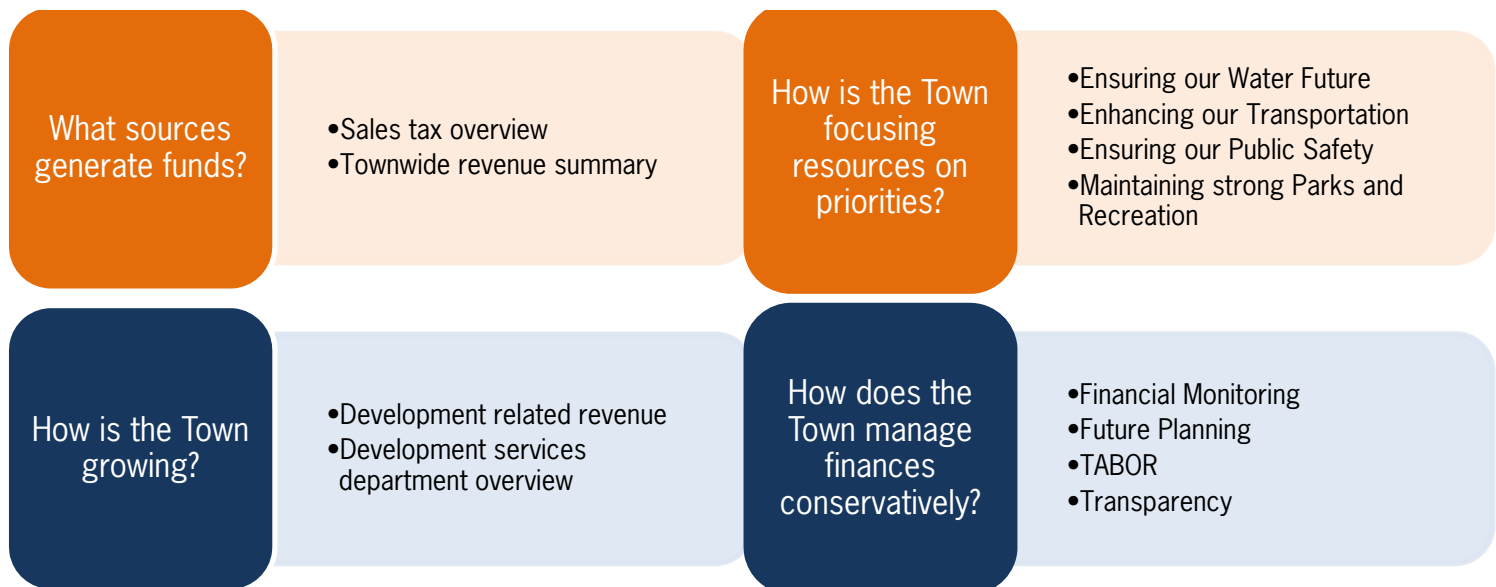 What sources
generate funds?
•Sales tax overview
•Townwide revenue summary
How is the Town
focusing
resources on
priorities?
•Ensuring our Water Future
•Enhancing our Transportation
•Ensuring our Public Safety
•Maintaining strong Parks and
Recreation
How is the Town
growing?
•Development related revenue
•Development services
department overview
How does the
Town manage
finances
conservatively?
•Financial Monitoring
•Future Planning
•TABOR
•Transparency